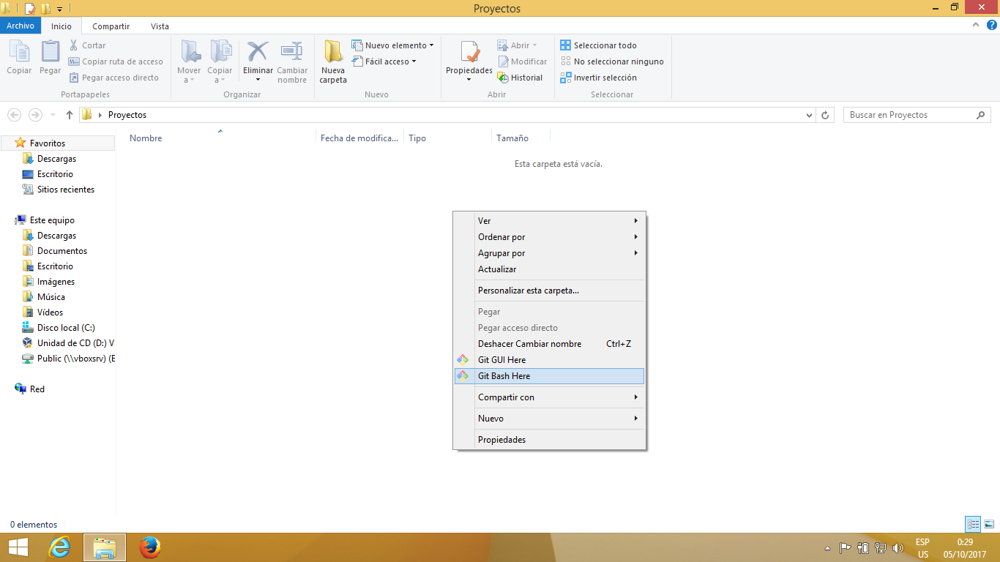 Proyectos
Archivo Inicio Compartir Vista
Copiar
Pegar
Cortar
Copiar ruta de acceso
Pegar acceso directo
Portapapeles
Mover a
Copiar a
Eliminar
Cambiar nombre
Organizar
Nueva carpeta
Nuevo elemento
Fácil acceso
Nuevo
Propiedades
Abrir
Modificar
Historial
Abrir
Seleccionar todo
No seleccionar ninguno
Invertir selección
Seleccionar
Proyectos
Buscar en Proyectos
Nombre Fecha de modifica... Tipo Tamaño
Esta carpeta está vacía.
Favoritos
Descargas
Escritorio
Sitios recientes
Este equipo
Descargas
Documentos
Escritorio
Imágenes
Música
Vídeos
Disco local (C:)
Unidad de CD (D:) V
Public (\\vboxsrv) (E
Red
Ver
Ordenar por
Agrupar por
Actualizar
Personalizar esta carpeta...
Pegar
Pegar acceso directo
Deshacer Cambiar nombre Ctrl+Z
Git GUI Here
Git Bash Here
Compartir con
Nuevo
Propiedades
0 elementos
ESP
US
0:29
05/10/2017